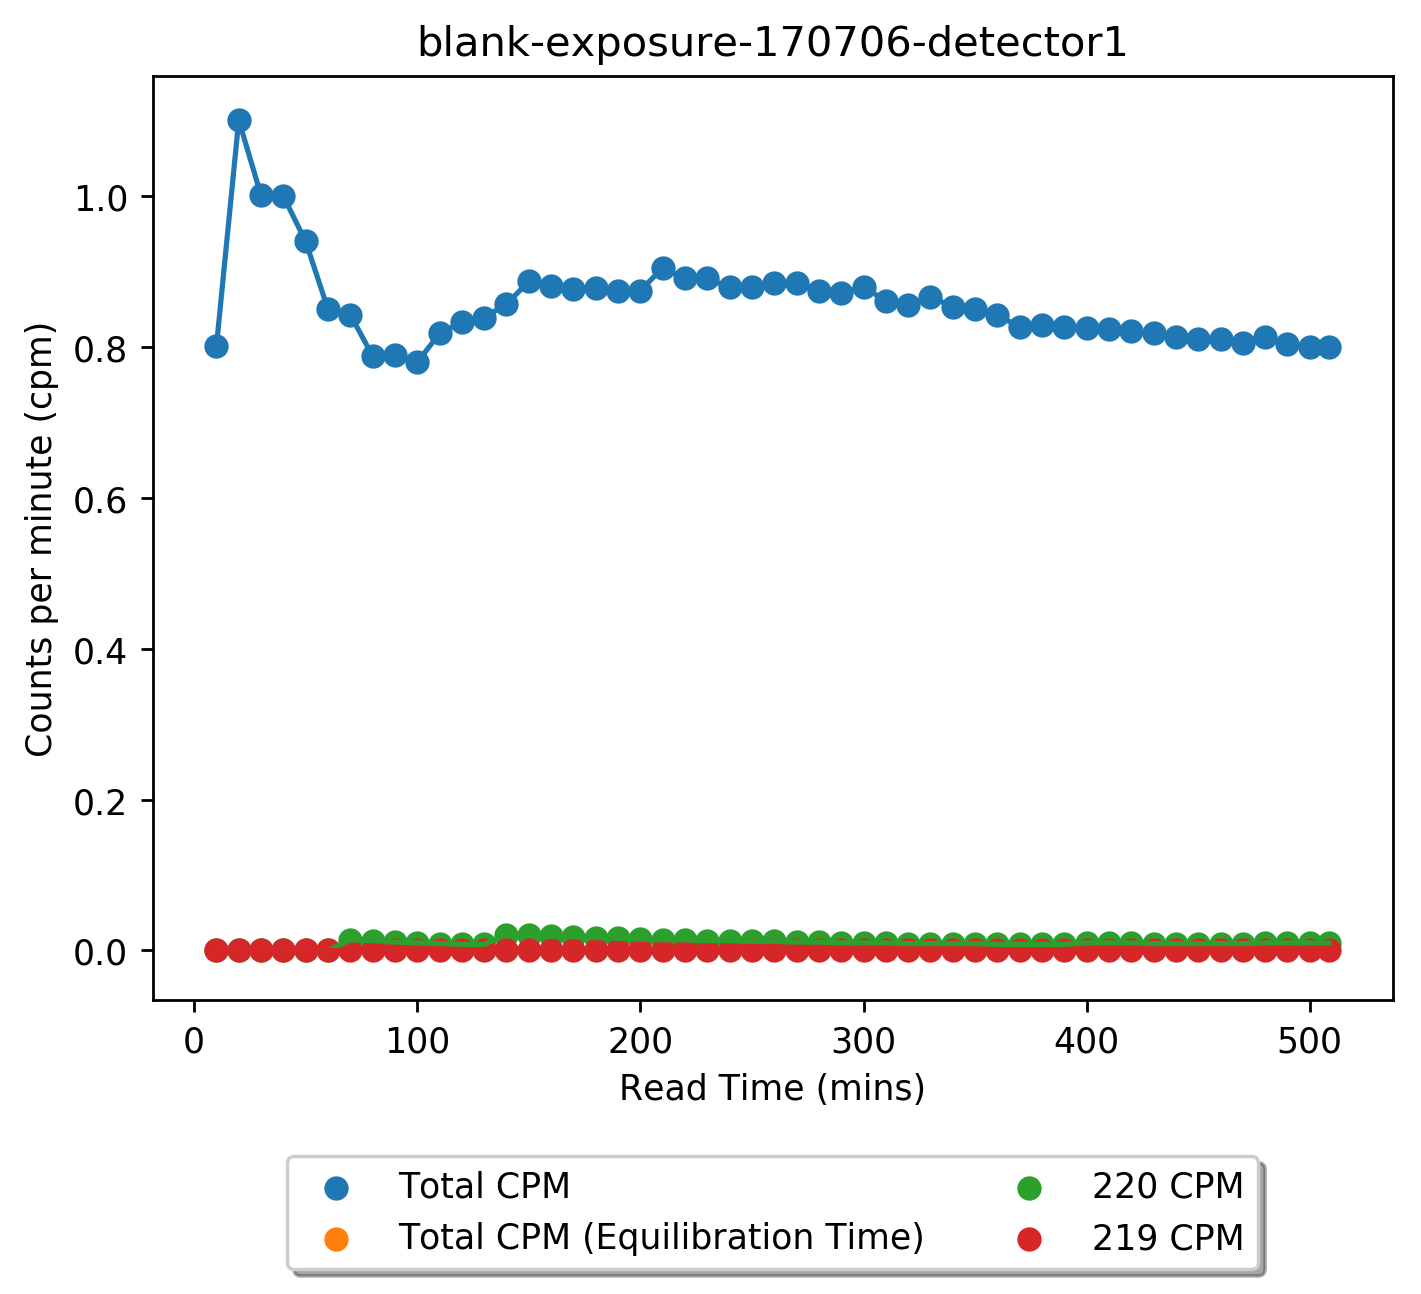 blank-exposure-170706-detector1
Counts per minute (cpm)
1.0
0.8
0.6
0.4
0.2
0.0
0 100 200 300 400 500
Read Time (mins)
Total CPM
Total CPM (Equilibration Time)
220 CPM
219 CPM